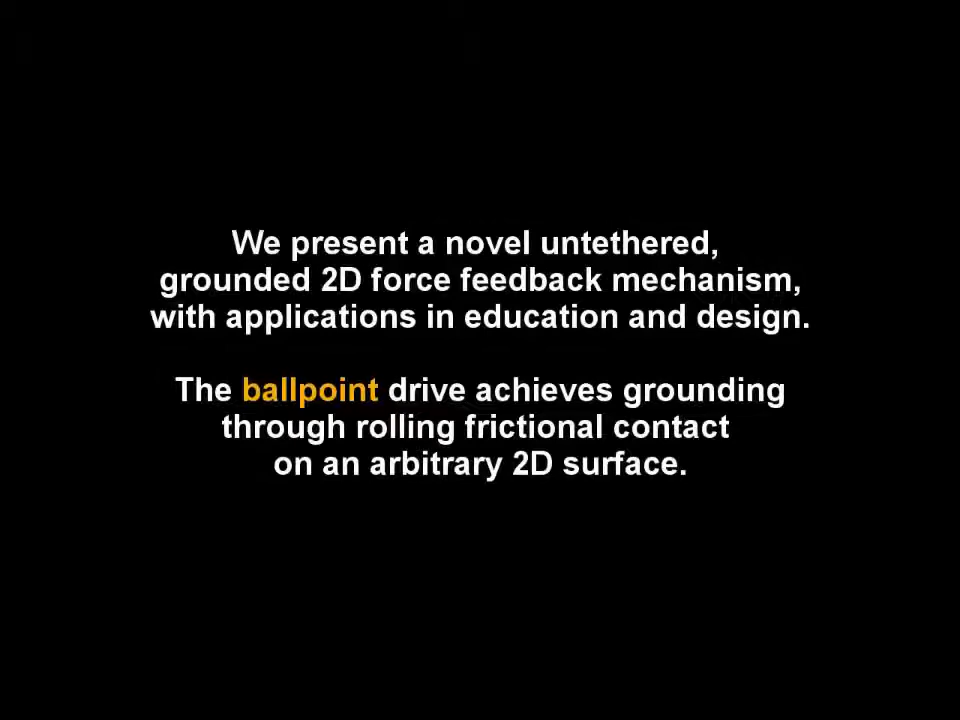 We present a novel untethered,
grounded 2D force feedback mechanism,
with applications in education and design.
The ballpoint drive achieves grounding
through rolling frictional contact
on an arbitrary 2D surface.